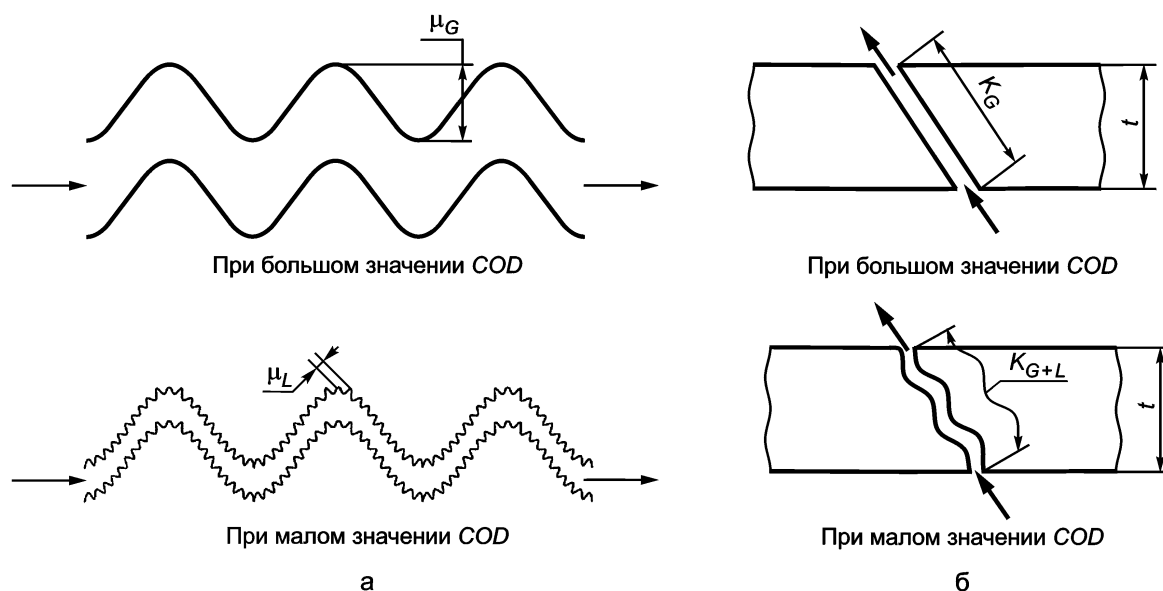 μG
KG
t
При большом значении COD
При большом значении COD
μL
KG+L
t
При малом значении COD
При малом значении COD
а
б